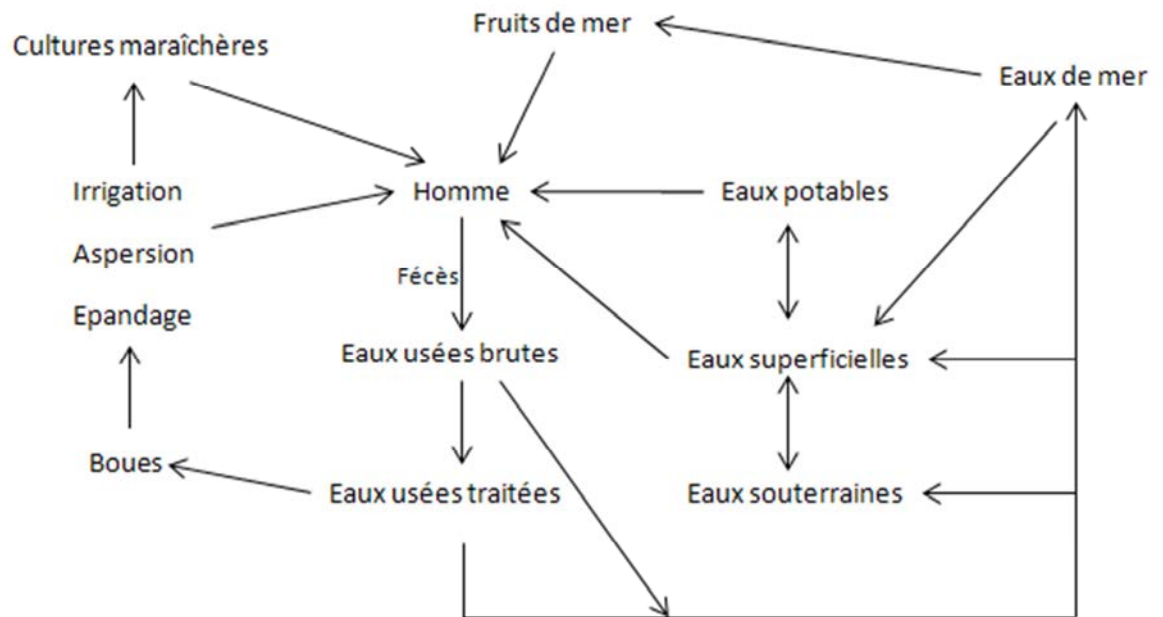 Fruits de mer
Cultures maraîchères
Eaux de mer
Irrigation
Homme
Eaux potables
Aspersion
Fécès
Epandage
Eaux usées brutes
Eaux superficielles
Boues
Eaux usées traitées
Eaux souterraines